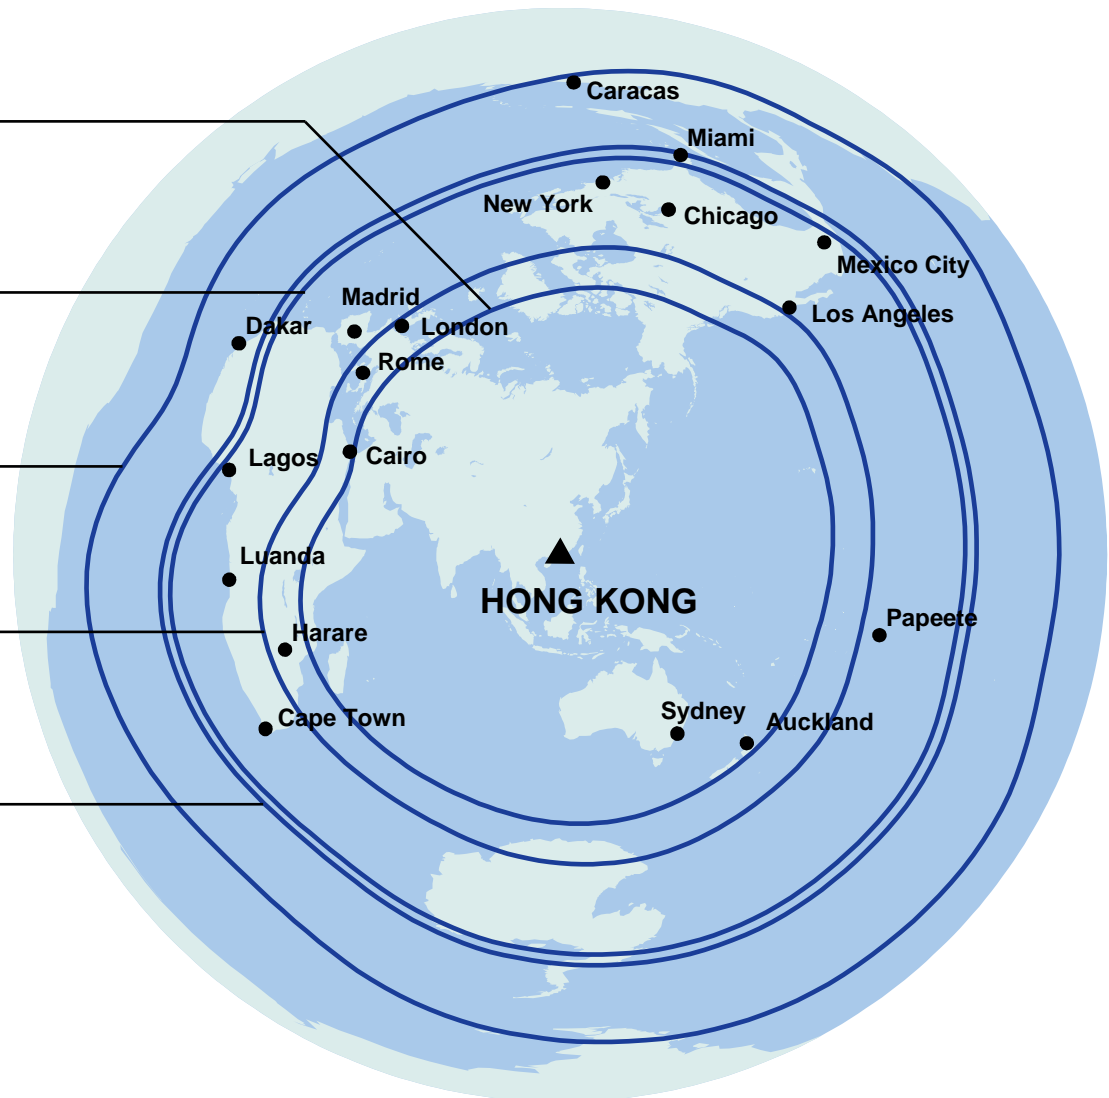 Caracas
Miami
New York
Chicago
Mexico City
Madrid
Los Angeles
Dakar
London
Rome
Lagos
Cairo
Luanda
HONG KONG
Papeete
Harare
Sydney
Cape Town
Auckland